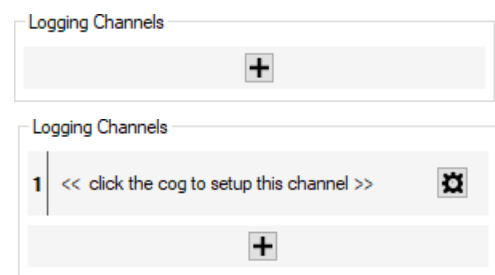 Logging Channels
+
Logging Channels
1 << click the cog to setup this channel >>
+